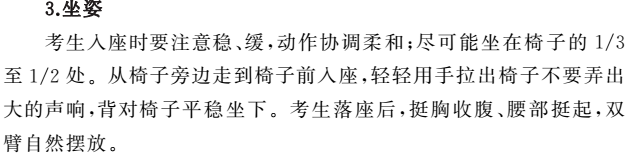 3.坐姿
考生入座时要注意稳、缓,动作协调柔和;尽可能坐在椅子的 1/3
至 1/2 处。从椅子旁边走到椅子前入座,轻轻用手拉出椅子不要弄出
大的声响,背对椅子平稳坐下。考生落座后,挺胸收腹、腰部挺起,双
臂自然摆放。